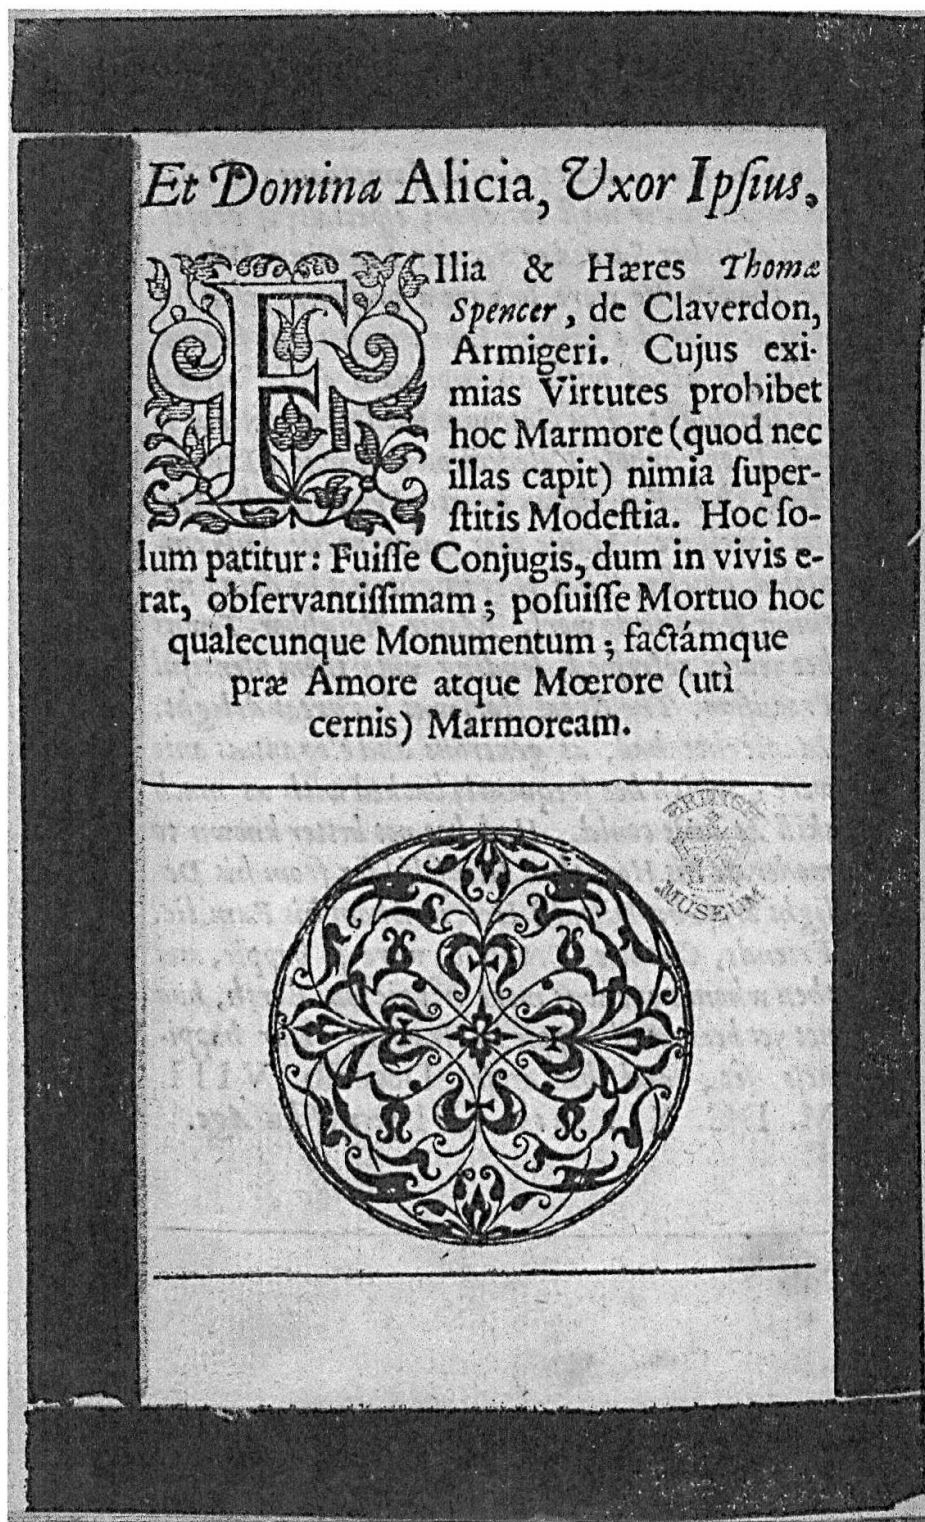 Et Domina Alicia, Uxor Ipſius,
FIlia & Hæres Thomæ
Spencer, de Claverdon,
Armigeri. Cujus exi-
mias Virtutes prohibet
hoc Marmore (quod nec
illas capit) nimia ſuper-
ſtitis Modeſtia. Hoc ſo-
lum patitur: Fuiſſe Conjugis, dum in vivis e-
rat, obſervantiſſimam; poſuiſſe Mortuo hoc
qualecunque Monumentum; factámque
præ Amore atque Mœrore (utì
cernis) Marmoream.
BRITISH
MUSEUM